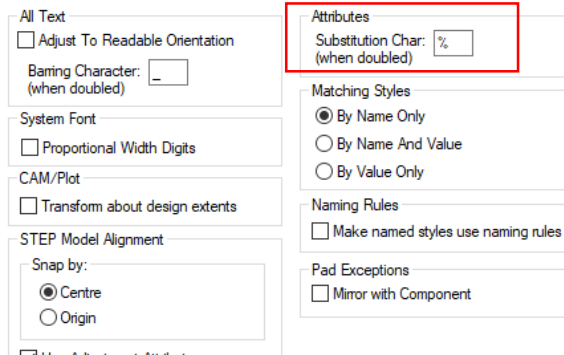 All Text
Adjust To Readable Orientation
Barring Character: _
(when doubled)
System Font
Proportional Width Digits
CAM/Plot
Transform about design extents
STEP Model Alignment
Snap by:
Centre
Origin
Attributes
Substitution Char: %
(when doubled)
Matching Styles
By Name Only
By Name And Value
By Value Only
Naming Rules
Make named styles use naming rules
Pad Exceptions
Mirror with Component